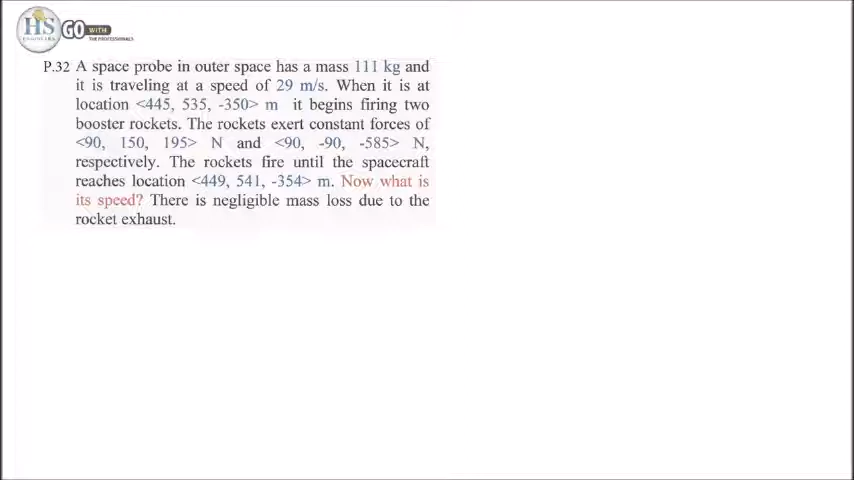 HS
ENGINEERS
GO WITH
THE PROFESSIONALS
P.32 A space probe in outer space has a mass 111 kg and
it is traveling at a speed of 29 m/s. When it is at
location <445, 535, -350> m it begins firing two
booster rockets. The rockets exert constant forces of
<90, 150, 195> N and <90, -90, -585> N,
respectively. The rockets fire until the spacecraft
reaches location <449, 541, -354> m. Now what is
its speed? There is negligible mass loss due to the
rocket exhaust.